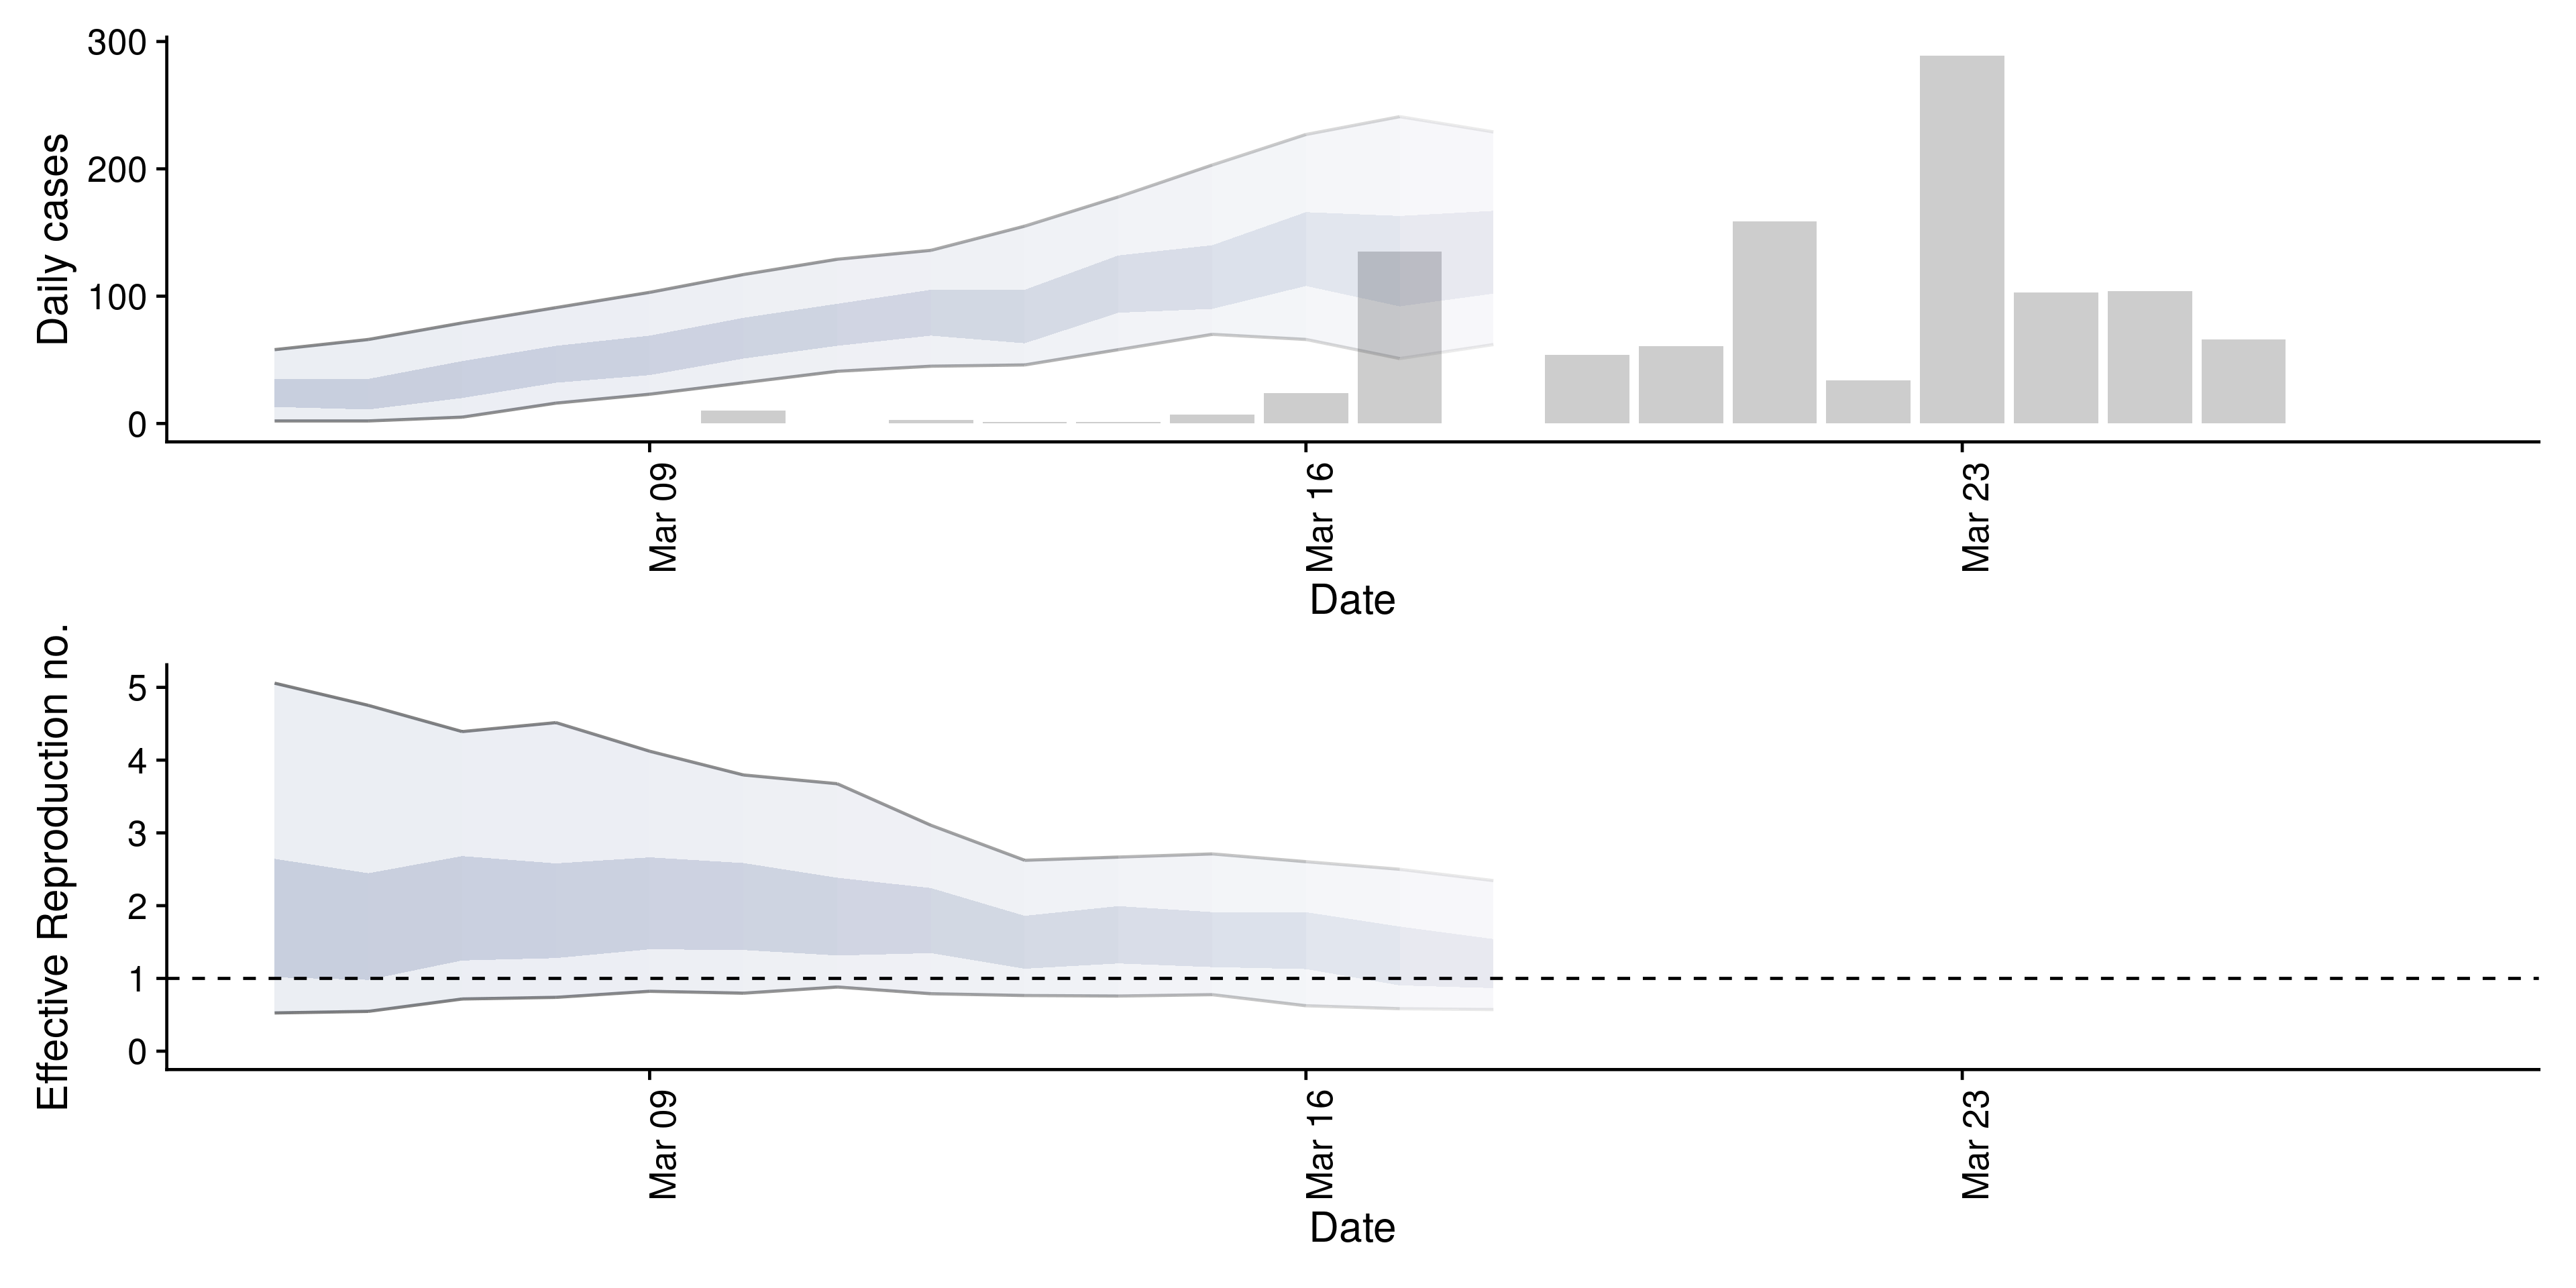 Daily cases
300
200
100
0
Mar 09
Mar 16
Mar 23
Date
Effective Reproduction no.
5
4
3
2
1
0
Mar 09
Mar 16
Mar 23
Date